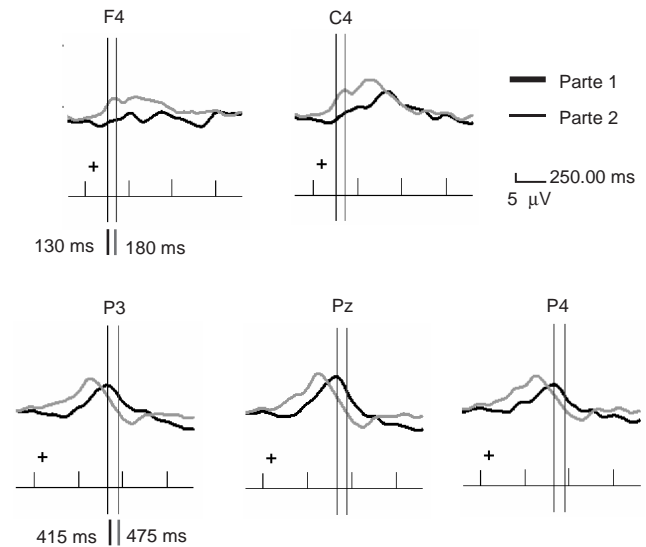 F4
C4
Parte 1
Parte 2
+
+
250.00 ms
5 μV
130 ms
180 ms
P3
Pz
P4
+
+
+
415 ms
475 ms